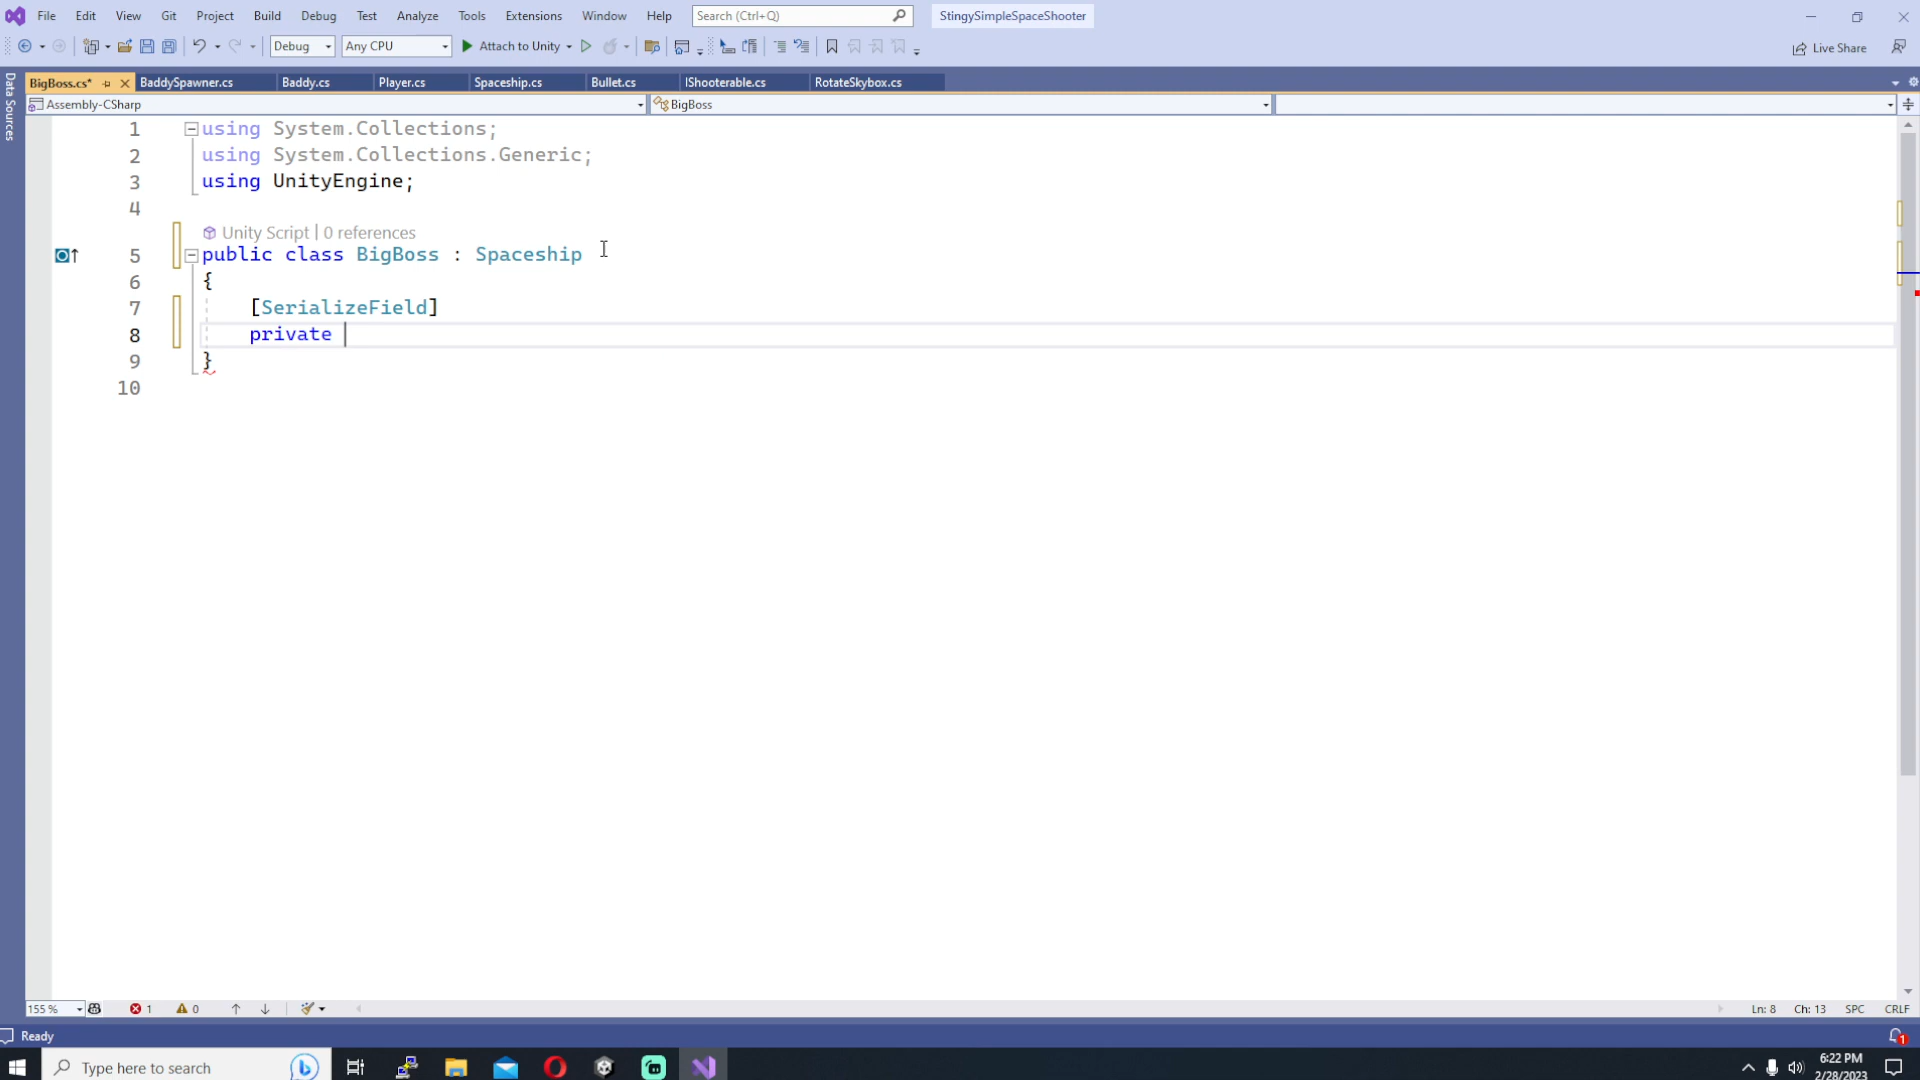 File Edit View Git Project Build Debug Test Analyze Tools Extensions Window Help Search (Ctrl+Q) StingySimpleSpaceShooter
Debug Any CPU Attach to Unity Live Share
BigBoss.cs* BaddySpawner.cs Baddy.cs Player.cs Spaceship.cs Bullet.cs IShooterable.cs RotateSkybox.cs
Data Sources
Assembly-CSharp BigBoss
1 using System.Collections;
2 using System.Collections.Generic;
3 using UnityEngine;
4
Unity Script | 0 references
5 public class BigBoss : Spaceship
6 {
7 [SerializeField]
8 private
9 }
10
155 % 1 0 Ln: 8 Ch: 13 SPC CRLF
Ready 1
Type here to search 6:22 PM
2/28/2023